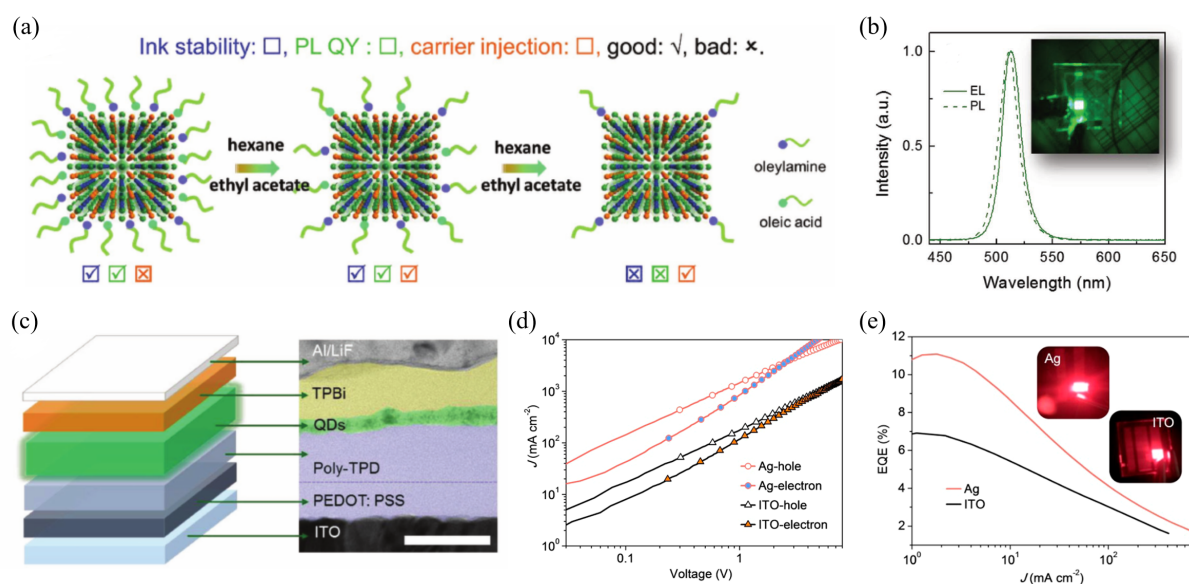 (a)
Ink stability: ☐, PL QY : ☐, carrier injection: ☐, good: √, bad: ×.
hexane
ethyl acetate
hexane
ethyl acetate
oleylamine
oleic acid
(b)
Intensity (a.u.)
1.0
0.5
0.0
EL
PL
450 500 550 600 650
Wavelength (nm)
(c)
Al/LiF
TPBi
QDs
Poly-TPD
PEDOT: PSS
ITO
(d)
J (mA cm⁻²)
10⁴
10³
10²
10¹
10⁰
Ag-hole
Ag-electron
ITO-hole
ITO-electron
0.1 1
Voltage (V)
(e)
EQE (%)
12
10
8
6
4
2
Ag
ITO
Ag
ITO
10⁰ 10¹ 10²
J (mA cm⁻²)